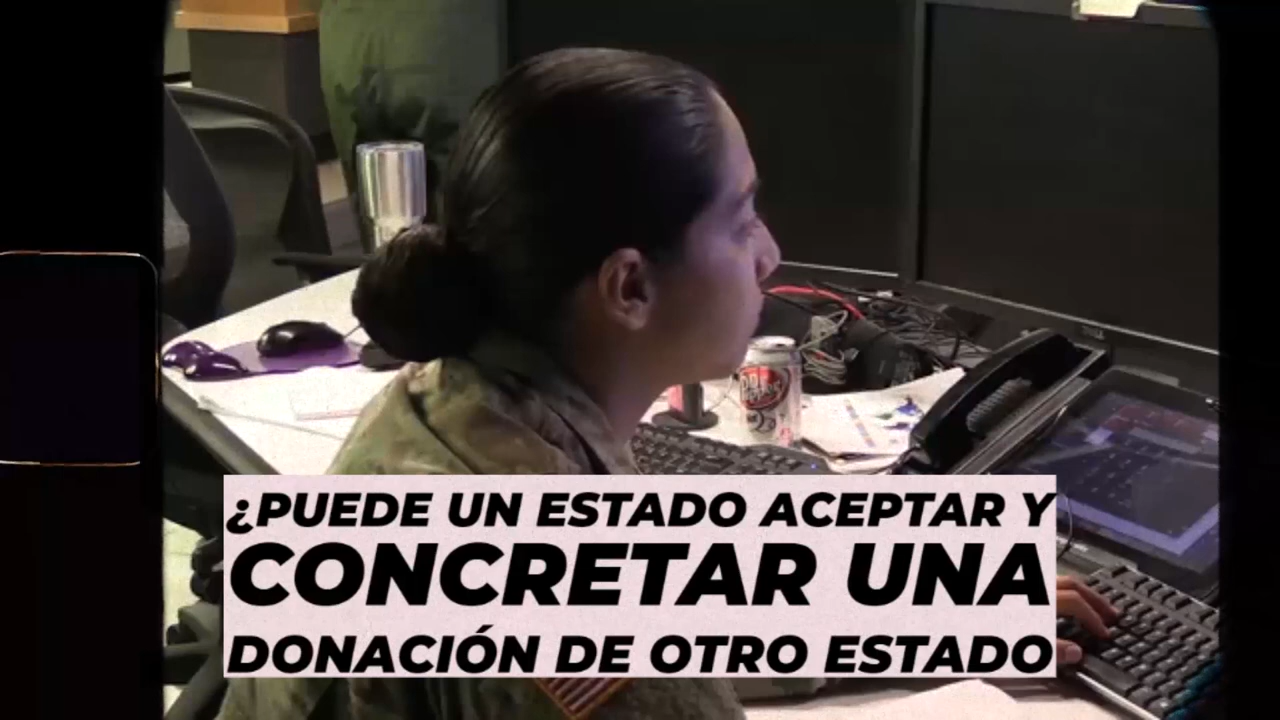 ¿PUEDE UN ESTADO ACEPTAR Y
CONCRETAR UNA
DONACIÓN DE OTRO ESTADO